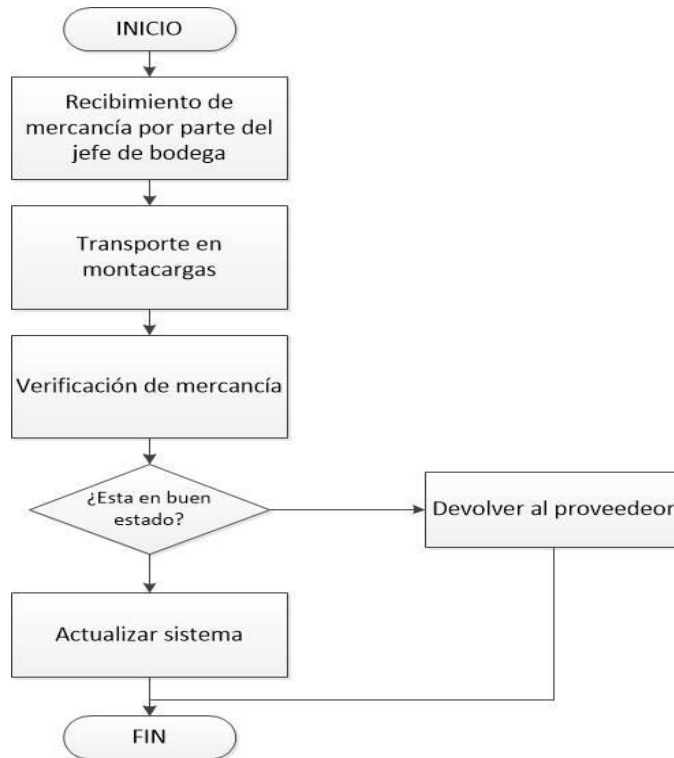 INICIO
Recibimiento de
mercancía por parte del
jefe de bodega
Transporte en
montacargas
Verificación de mercancía
¿Esta en buen
estado?
Devolver al proveedeor
Actualizar sistema
FIN